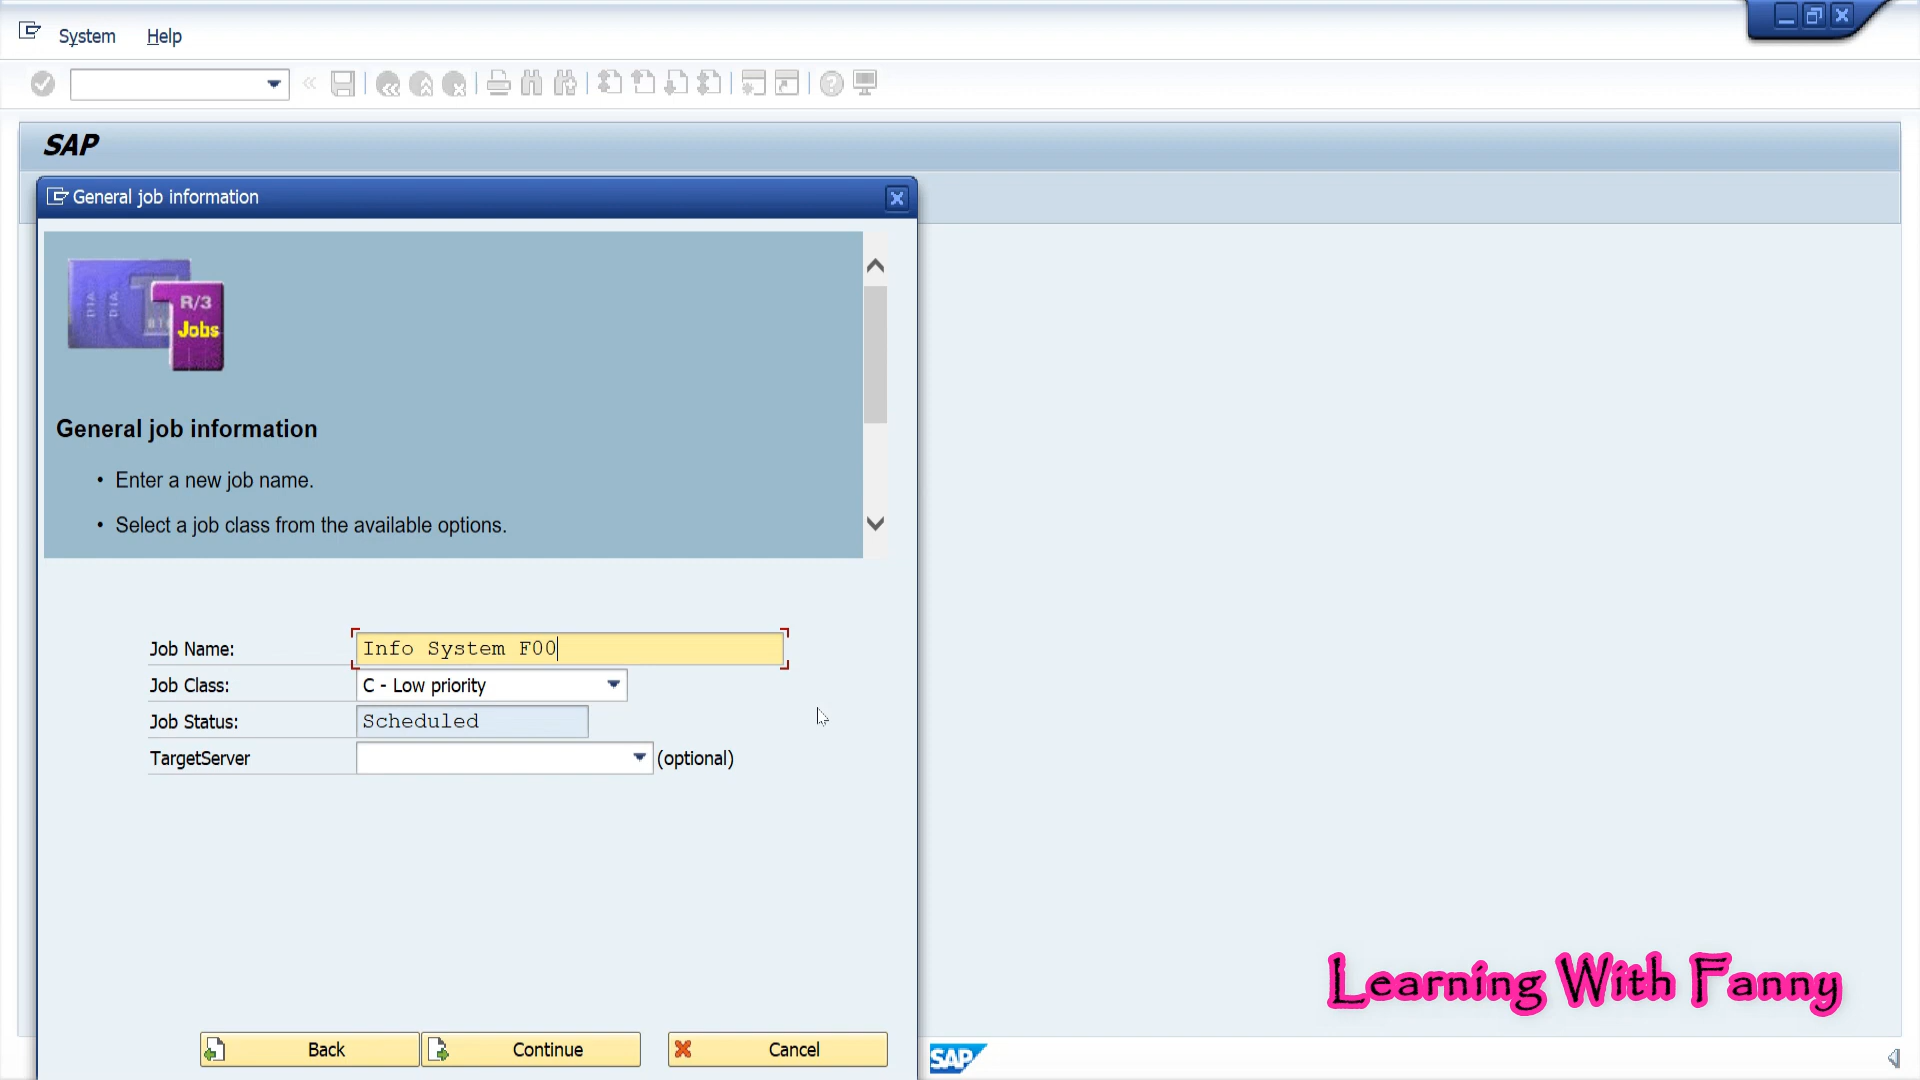 System Help
SAP
General job information
R/3
Jobs
DIA DIA
General job information
• Enter a new job name.
• Select a job class from the available options.
Job Name: Info System F00
Job Class: C - Low priority
Job Status: Scheduled
TargetServer (optional)
Back Continue Cancel
SAP
Learning With Fanny